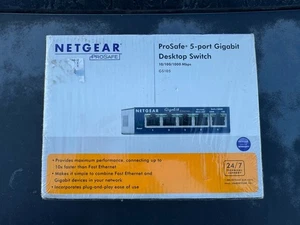 NETGEAR
PROSAFE
ProSafe 5-port Gigabit
Desktop Switch
10/100/1000 Mbps
GS105
NETGEAR
• Provides maximum performance, connecting up to
10x faster than Fast Ethernet
• Makes it simple to combine Fast Ethernet and
Gigabit devices in your network
• Incorporates plug-and-play ease of use
24/7